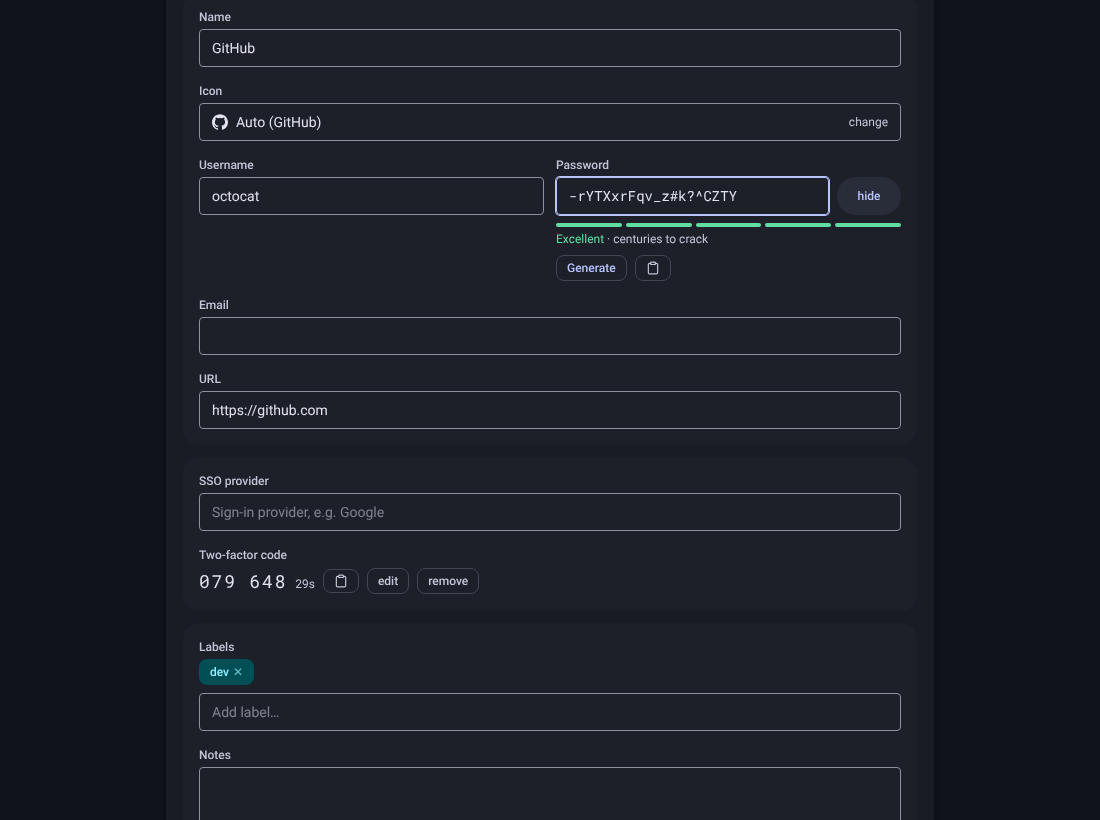 Name
GitHub
Icon
Auto (GitHub) change
Username Password
octocat -rYTXxrFqv_z#k?^CZTY hide
Excellent · centuries to crack
Generate
Email
URL
https://github.com
SSO provider
Sign-in provider, e.g. Google
Two-factor code
079 648 29s edit remove
Labels
dev ×
Add label…
Notes